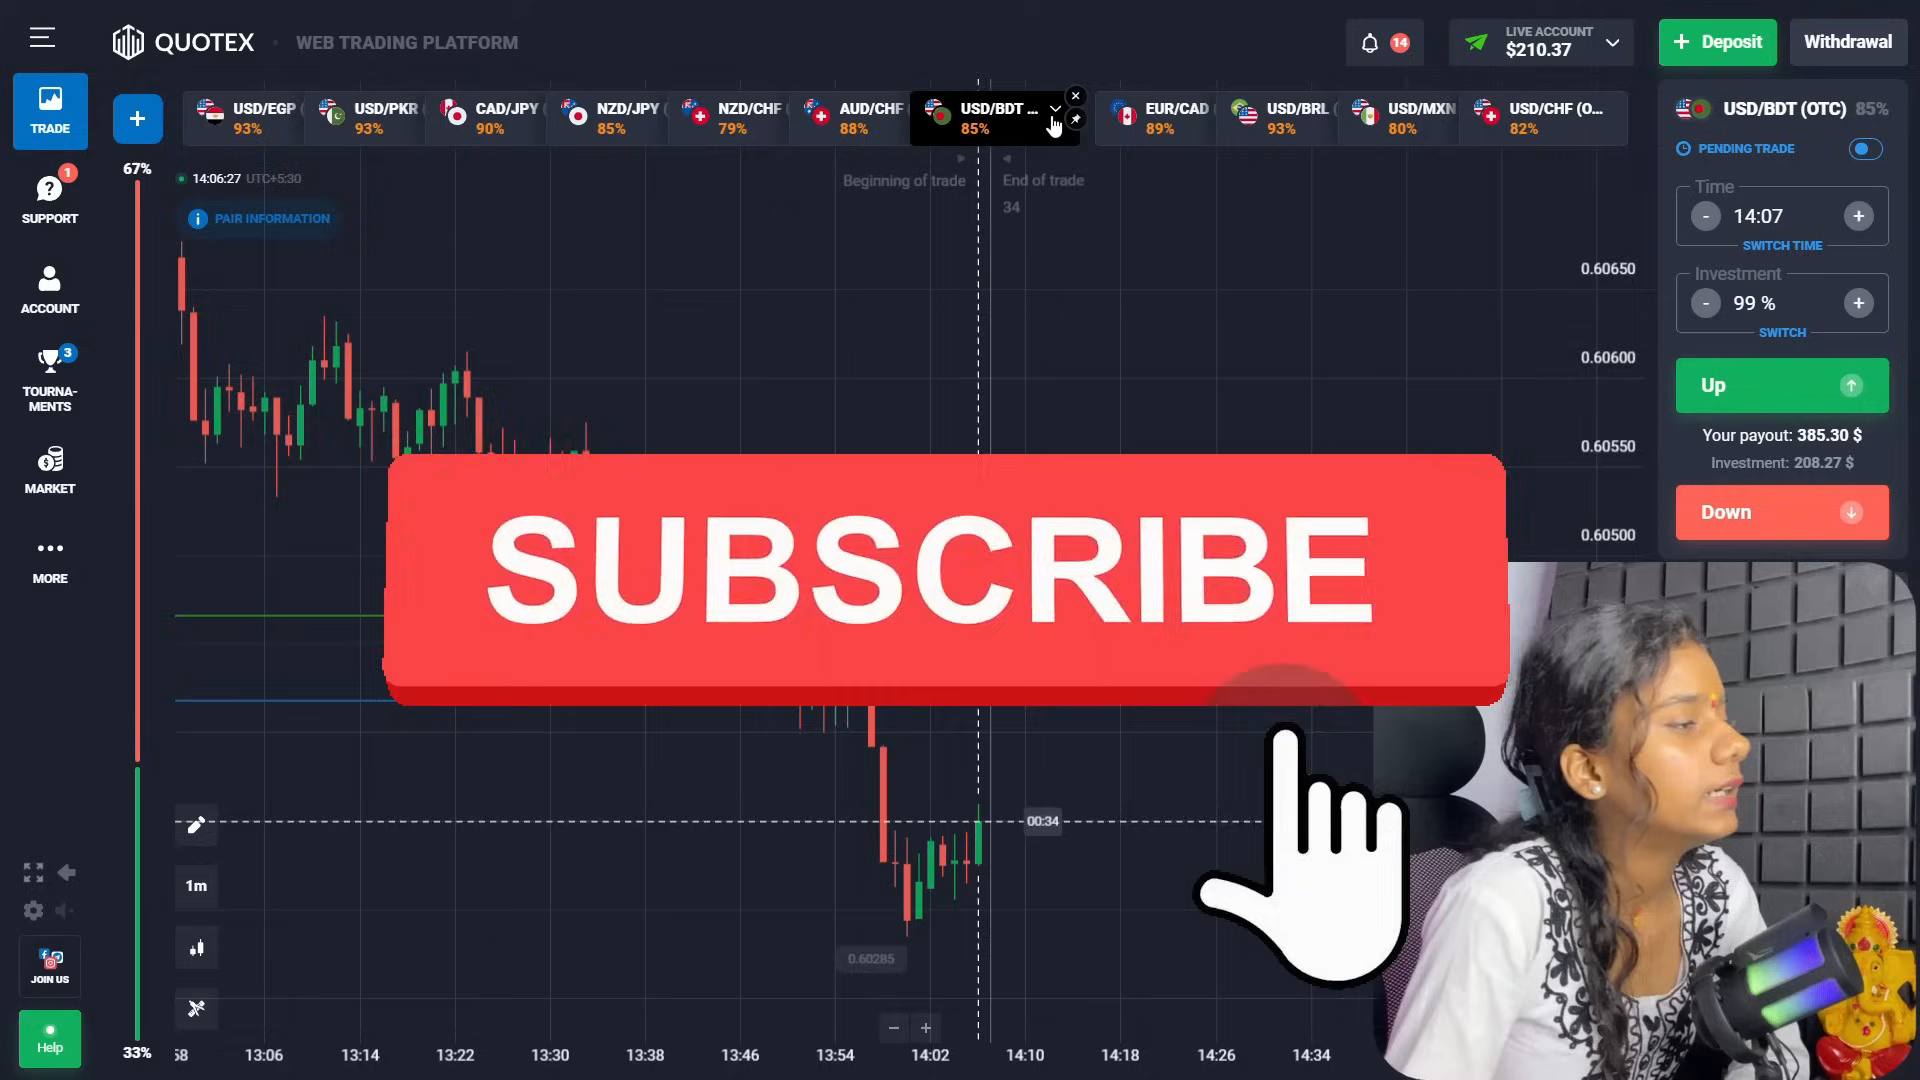 QUOTEX
WEB TRADING PLATFORM
14
LIVE ACCOUNT
$210.37
+ Deposit
Withdrawal
TRADE
+
USD/EGP (
93%
USD/PKR (
93%
CAD/JPY (
90%
NZD/JPY (
85%
NZD/CHF (
79%
AUD/CHF (
88%
USD/BDT ...
85%
EUR/CAD (
89%
USD/BRL (
93%
USD/MXN
80%
USD/CHF (O...
82%
USD/BDT (OTC) 85%
PENDING TRADE
Time
- 14:07 +
SWITCH TIME
Investment
- 99 % +
SWITCH
Up
Your payout: 385.30 $
Investment: 208.27 $
Down
67%
14:06:27 UTC+5:30
PAIR INFORMATION
Beginning of trade
End of trade
34
1
SUPPORT
ACCOUNT
3
TOURNA-
MENTS
MARKET
MORE
JOIN US
Help
33%
0.60650
0.60600
0.60550
0.60500
SUBSCRIBE
00:34
1m
0.60285
- +
58 13:06 13:14 13:22 13:30 13:38 13:46 13:54 14:02 14:10 14:18 14:26 14:34